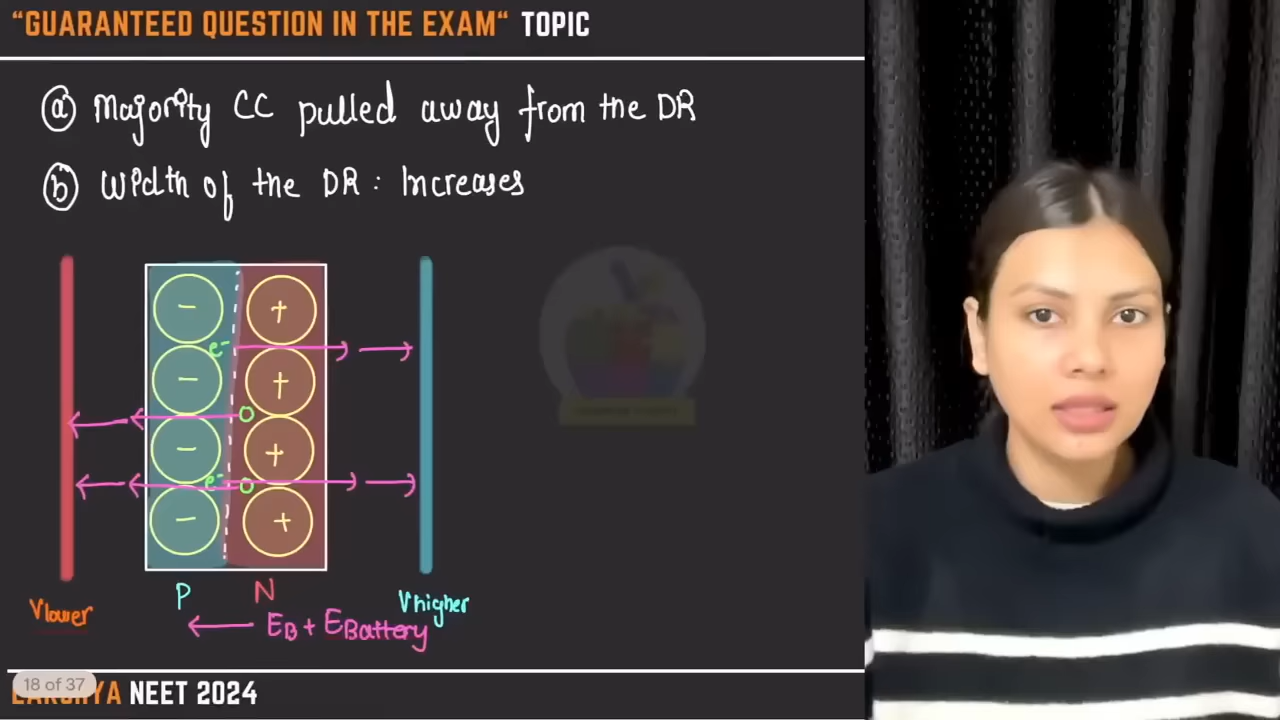 “GUARANTEED QUESTION IN THE EXAM“ TOPIC
(a) Majority CC pulled away from the DR
(b) Width of the DR : Increases
− +
e⁻
− +
o
− +
e⁻ o
− +
P N
Vlower Vhigher
← EB + EBattery
18 of 37
NEET 2024